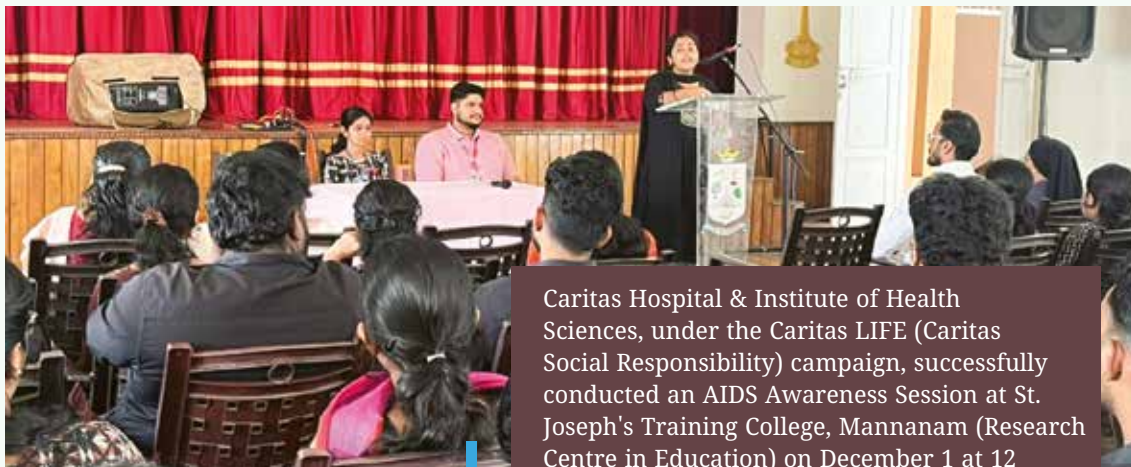 Caritas Hospital & Institute of Health
Sciences, under the Caritas LIFE (Caritas
Social Responsibility) campaign, successfully
conducted an AIDS Awareness Session at St.
Joseph's Training College, Mannanam (Research
Centre in Education) on December 1 at 12